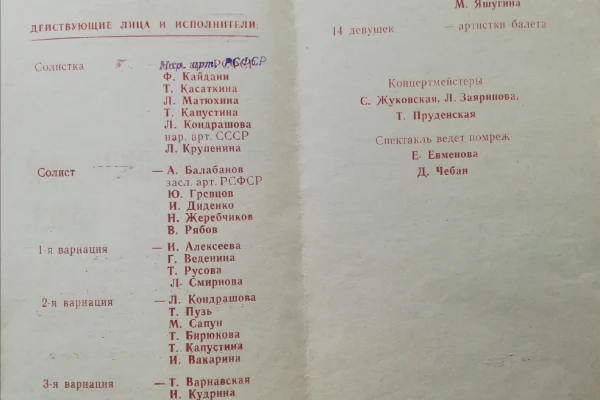 ДЕЙСТВУЮЩИЕ ЛИЦА И ИСПОЛНИТЕЛИ:
Солистка нар. арт. РСФСР
Ф. Кайдани
Т. Касаткина
Л. Матюхина
Т. Капустина
Л. Кондрашова
нар. арт. СССР
Л. Крупенина
Солист — А. Балабанов
засл. арт. РСФСР
Ю. Гревцов
И. Диденко
Н. Жеребчиков
В. Рябов
1-я вариация — И. Алексеева
Г. Веденина
Т. Русова
Л. Смирнова
2-я вариация — Л. Кондрашова
Т. Пузь
М. Сапун
Т. Бирюкова
Т. Капустина
И. Вакарина
3-я вариация — Т. Варнавская
И. Кудрина
М. Яшугина
14 девушек — артистки балета
Концертмейстеры
С. Жуковская, Л. Заяринова,
Т. Пруденская
Спектакль ведет помреж
Е. Евменова
Д. Чебан